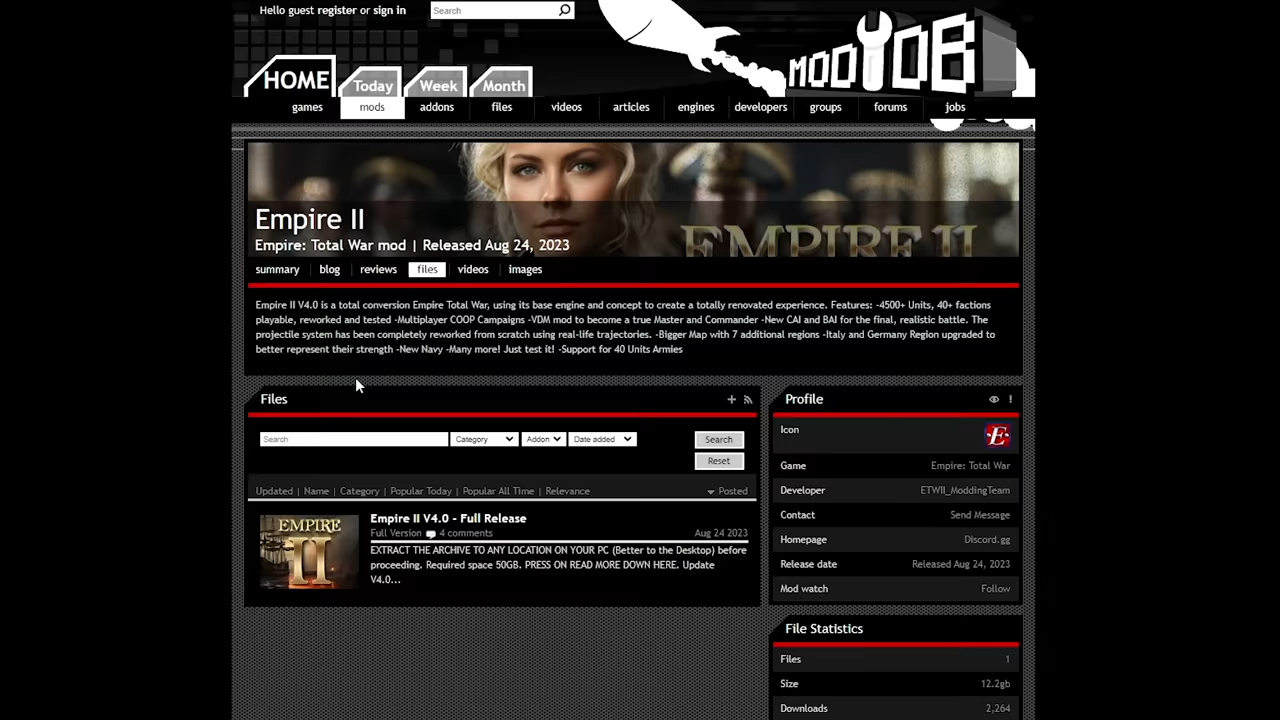 Hello guest register or sign in
Search
MODDB
HOME
Today
Week
Month
games
mods
addons
files
videos
articles
engines
developers
groups
forums
jobs
EMPIRE II
Empire II
Empire: Total War mod | Released Aug 24, 2023
summary
blog
reviews
files
videos
images
Empire II V4.0 is a total conversion Empire Total War, using its base engine and concept to create a totally renovated experience. Features: -4500+ Units, 40+ factions
playable, reworked and tested -Multiplayer COOP Campaigns -VDM mod to become a true Master and Commander -New CAI and BAI for the final, realistic battle. The
projectile system has been completely reworked from scratch using real-life trajectories. -Bigger Map with 7 additional regions -Italy and Germany Region upgraded to
better represent their strength -New Navy -Many more! Just test it! -Support for 40 Units Armies
Files
Search
Category
Addon
Date added
Search
Reset
Updated | Name | Category | Popular Today | Popular All Time | Relevance
Posted
EMPIRE
II
Empire II V4.0 - Full Release
Full Version 4 comments
Aug 24 2023
EXTRACT THE ARCHIVE TO ANY LOCATION ON YOUR PC (Better to the Desktop) before
proceeding. Required space 50GB. PRESS ON READ MORE DOWN HERE. Update
V4.0...
Profile
Icon
E
Game
Empire: Total War
Developer
ETWII_ModdingTeam
Contact
Send Message
Homepage
Discord.gg
Release date
Released Aug 24, 2023
Mod watch
Follow
File Statistics
Files
1
Size
12.2gb
Downloads
2,264